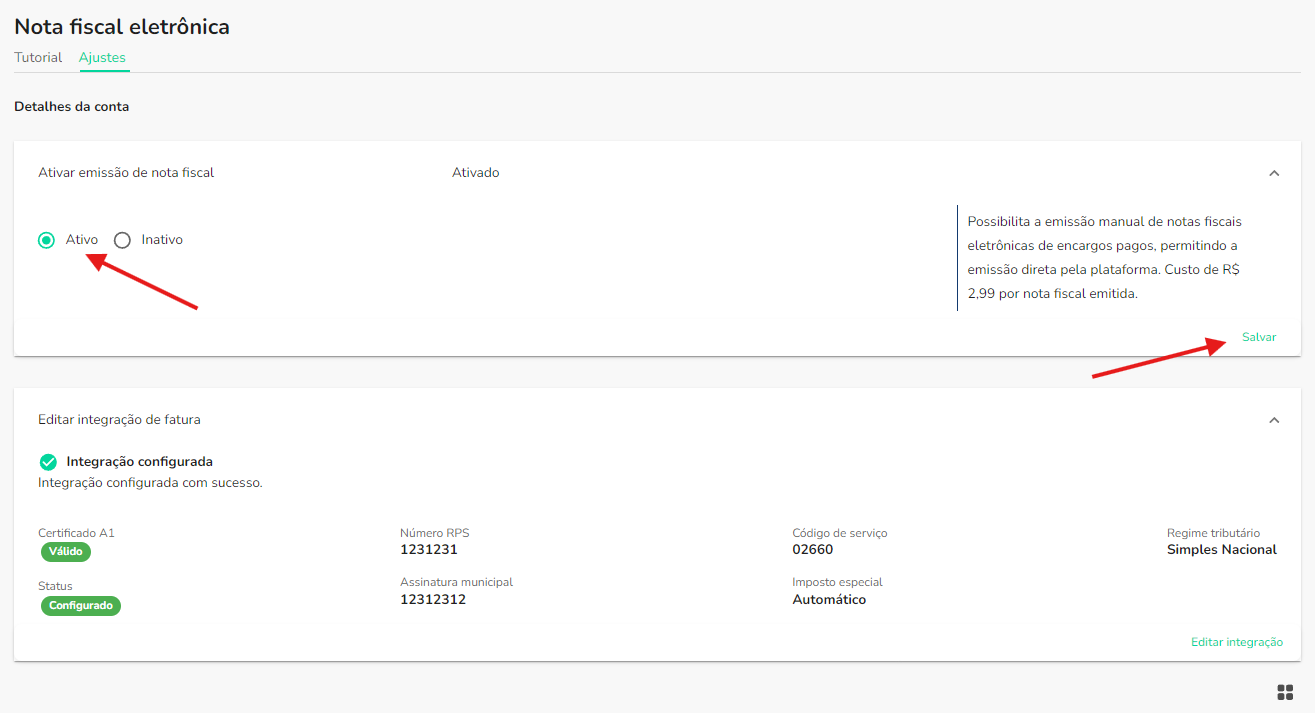 Nota fiscal eletrônica
Tutorial Ajustes
Detalhes da conta
Ativar emissão de nota fiscal Ativado
Ativo Inativo
Possibilita a emissão manual de notas fiscais
eletrônicas de encargos pagos, permitindo a
emissão direta pela plataforma. Custo de R$
2,99 por nota fiscal emitida.
Salvar
Editar integração de fatura
Integração configurada
Integração configurada com sucesso.
Certificado A1 Número RPS Código de serviço Regime tributário
Válido 1231231 02660 Simples Nacional
Status Assinatura municipal Imposto especial
Configurado 12312312 Automático
Editar integração